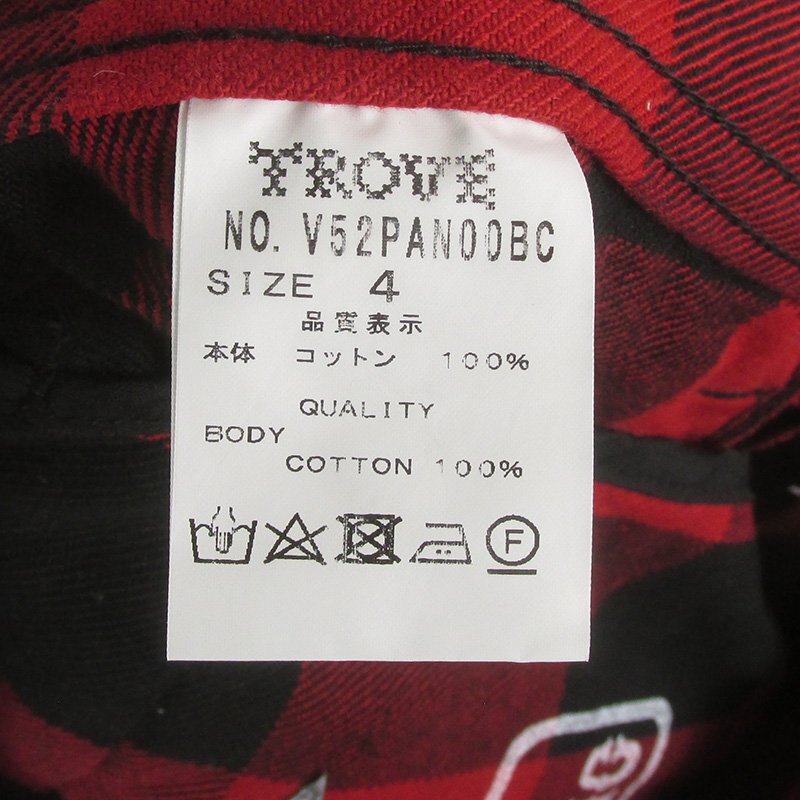 TROVE
NO. V52PAN00BC
SIZE 4
品質表示
本体 コットン 100%
QUALITY
BODY
COTTON 100%
F